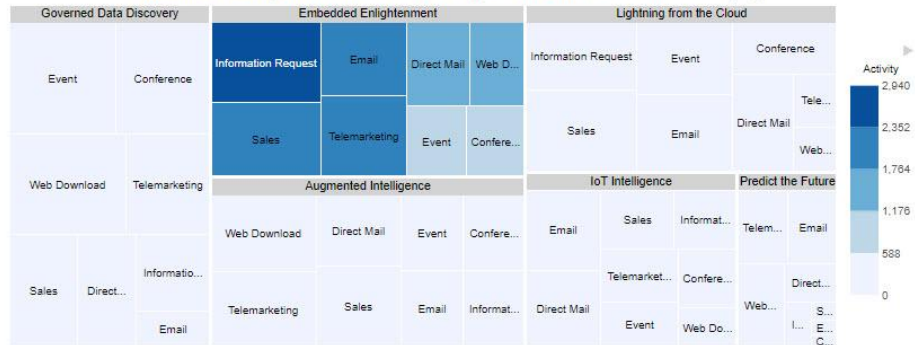 Governed Data Discovery
Event
Conference
Web Download
Telemarketing
Sales
Direct...
Informatio...
Email
Embedded Enlightenment
Information Request
Email
Direct Mail
Web D...
Sales
Telemarketing
Event
Confere...
Lightning from the Cloud
Information Request
Event
Conference
Sales
Email
Direct Mail
Tele...
Web...
Augmented Intelligence
Web Download
Direct Mail
Event
Confere...
Telemarketing
Sales
Email
Informat...
IoT Intelligence
Email
Sales
Informat...
Direct Mail
Telemarket...
Confere...
Event
Web Do...
Predict the Future
Telem...
Email
Web...
Direct...
I...
S...
E...
C...
Activity
2,940
2,352
1,764
1,176
588
0